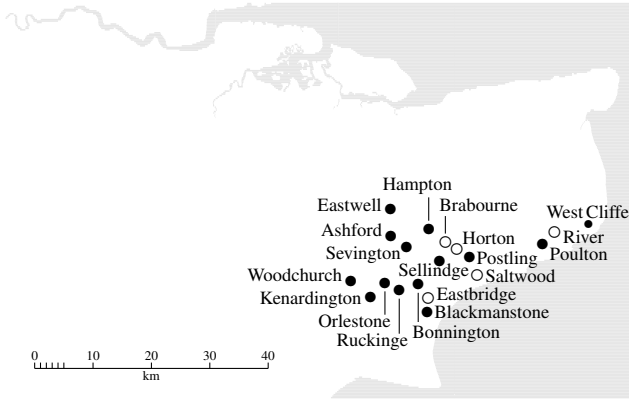 Hampton
Eastwell
Brabourne
West Cliffe
Ashford
Horton
River
Sevington
Postling
Poulton
Sellindge
Saltwood
Woodchurch
Kenardington
Eastbridge
Blackmanstone
Orlestone
Bonnington
Ruckinge
0 10 20 30 40
km